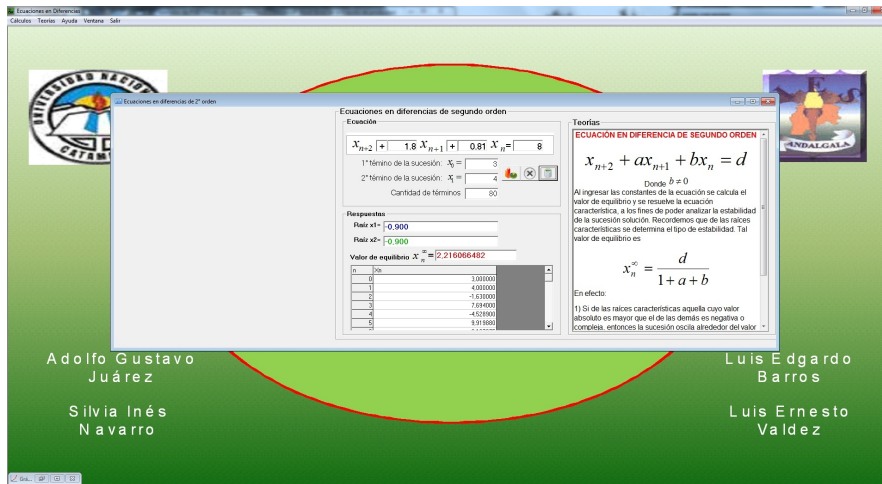 Ecuaciones en Diferencias
Cálculos Teorías Ayuda Ventana Salir
UNIVERSIDAD NACIONAL
CATAM
ANDALGALA
Ecuaciones en diferencias de 2° orden
Ecuaciones en diferencias de segundo orden
Ecuación
x_{n+2} + 1.8 x_{n+1} + 0.81 x_n = 8
1° témino de la sucesión: x_0 = 3
2° témino de la sucesión: x_1 = 4
Cantidad de términos 80
Respuestas
Raíz x1= -0,900
Raíz x2= -0,900
Valor de equilibrio x_n^∞ = 2,216066482
n Xn
0 3,000000
1 4,000000
2 -1,630000
3 7,694000
4 -4,528900
5 9,919880
Teorías
ECUACIÓN EN DIFERENCIA DE SEGUNDO ORDEN
x_{n+2} + ax_{n+1} + bx_n = d
Donde b ≠ 0
Al ingresar las constantes de la ecuación se calcula el
valor de equilibrio y se resuelve la ecuación
característica, a los fines de poder analizar la estabilidad
de la sucesión solución. Recordemos que de las raíces
características se determina el tipo de estabilidad. Tal
valor de equilibrio es
x_n^∞ = d / (1 + a + b)
En efecto:
1) Si de las raíces características aquella cuyo valor
absoluto es mayor que el de las demás es negativa o
compleja, entonces la sucesión oscila alrededor del valor
Adolfo Gustavo
Juárez
Silvia Inés
Navarro
Luis Edgardo
Barros
Luis Ernesto
Valdez
Grá...